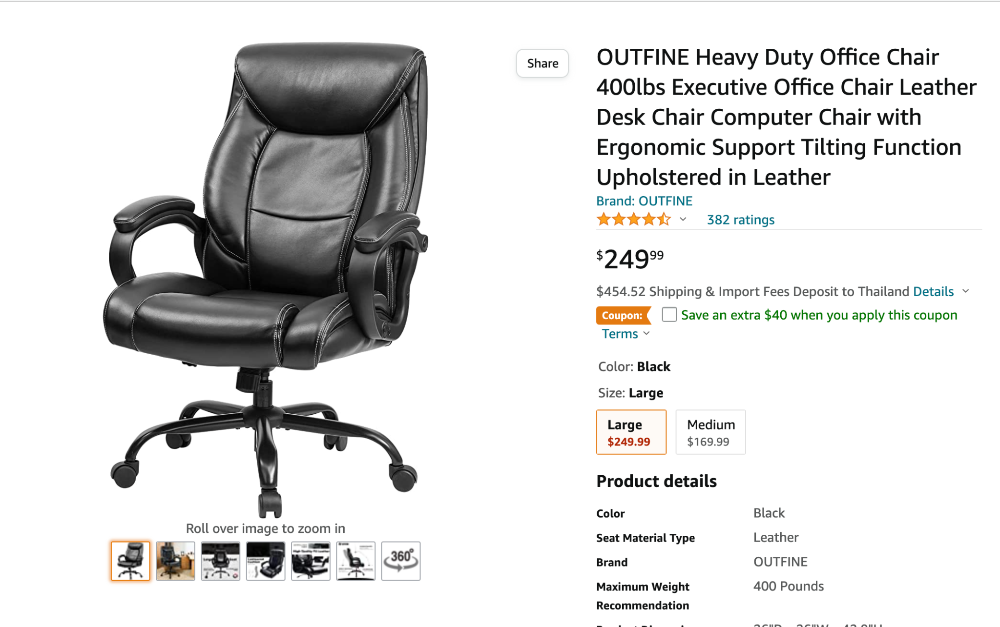 Share
OUTFINE Heavy Duty Office Chair
400lbs Executive Office Chair Leather
Desk Chair Computer Chair with
Ergonomic Support Tilting Function
Upholstered in Leather
Brand: OUTFINE
382 ratings
$249.99
$454.52 Shipping & Import Fees Deposit to Thailand Details
Coupon: Save an extra $40 when you apply this coupon
Terms
Color: Black
Size: Large
Large Medium
$249.99 $169.99
Product details
Color Black
Seat Material Type Leather
Brand OUTFINE
Maximum Weight 400 Pounds
Recommendation
Roll over image to zoom in
360°